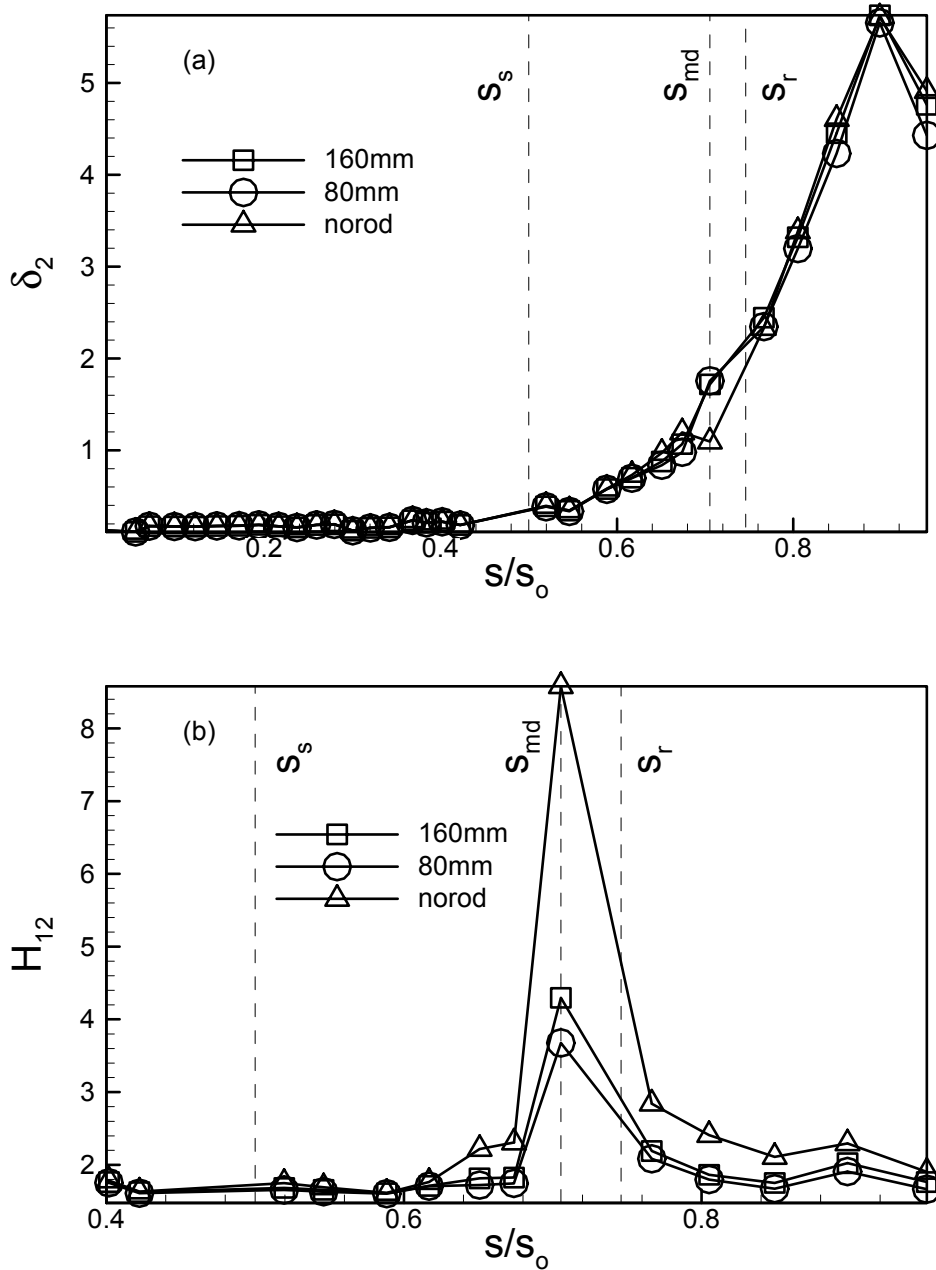 (a)
s_s
s_md
s_r
160mm
80mm
norod
δ_2
5
4
3
2
1
0.2
0.4
0.6
0.8
s/s_o
(b)
s_s
s_md
s_r
160mm
80mm
norod
H_12
8
7
6
5
4
3
2
0.4
0.6
0.8
s/s_o